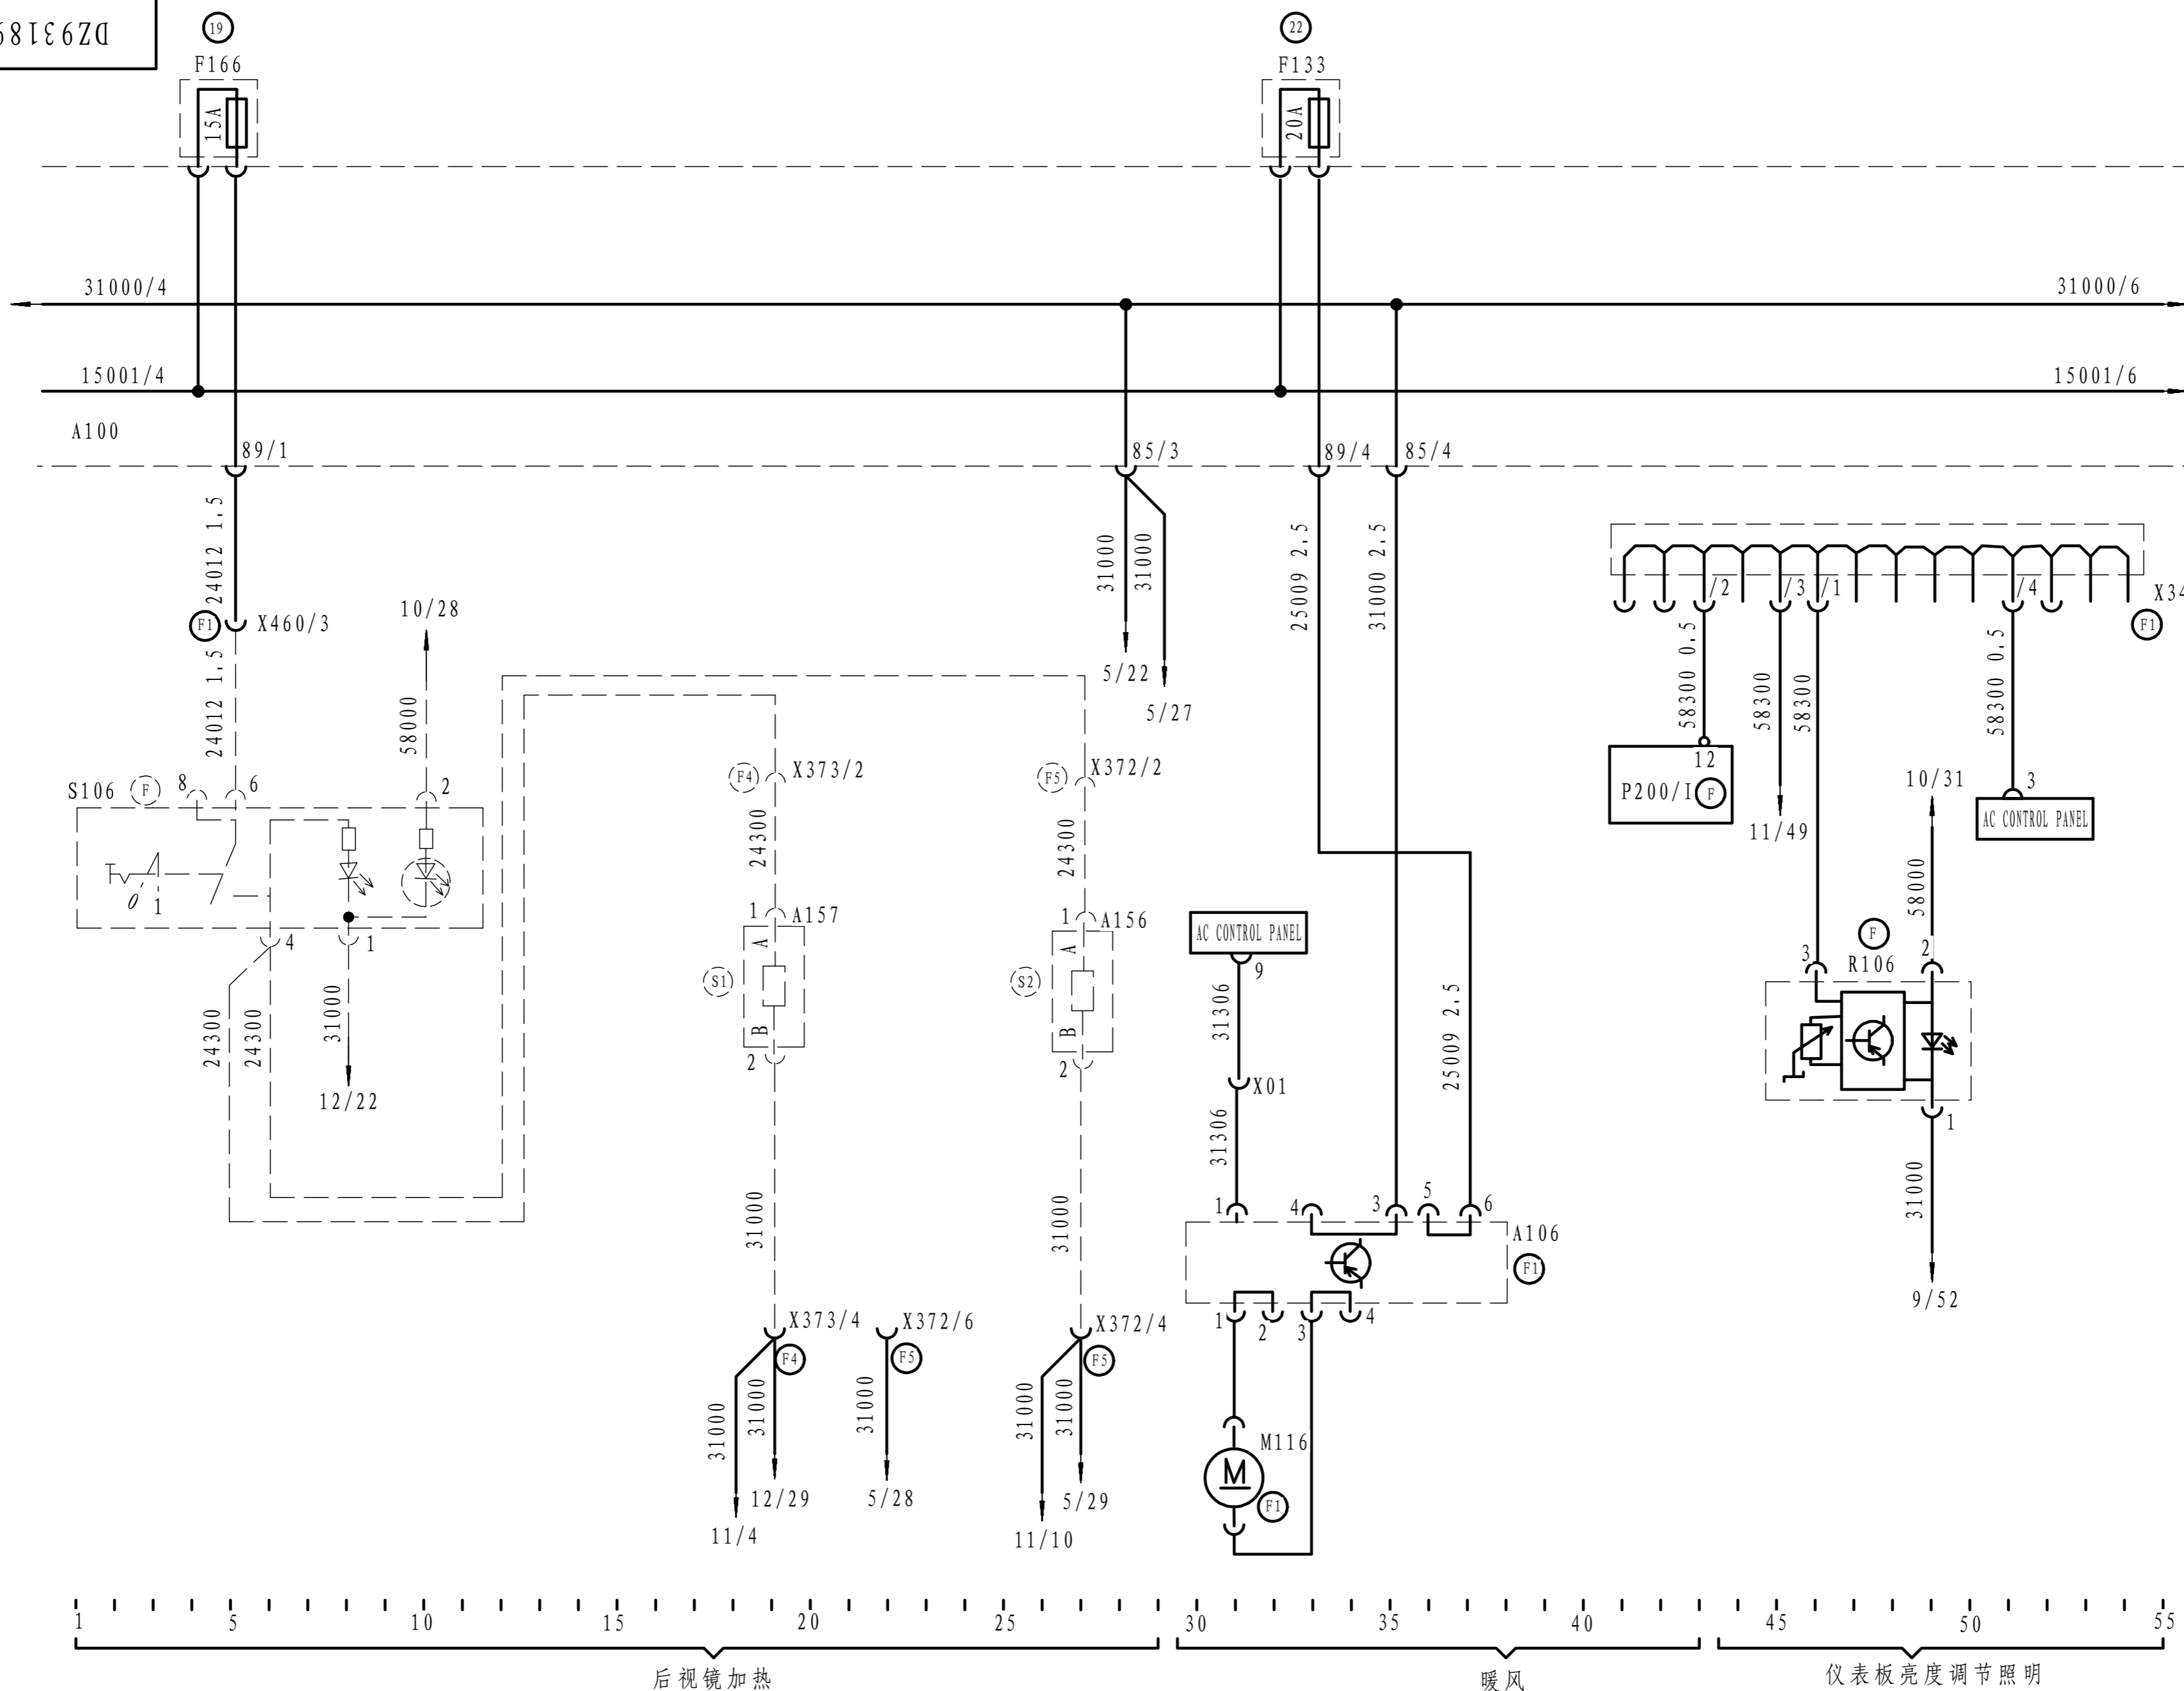 DZ93189
19
22
F166
F133
15A
20A
31000/4
31000/6
15001/4
15001/6
A100
89/1
85/3
89/4
85/4
24012 1.5
31000
31000
25009 2.5
31000 2.5
/2
/3
/1
/4
X34
F1
F1
X460/3
10/28
24012 1.5
58000
5/22
5/27
58300 0.5
58300
58300
58300 0.5
S106
F
8
6
2
F4
X373/2
F5
X372/2
12
P200/I
F
11/49
10/31
3
AC CONTROL PANEL
0
1
24300
24300
58000
4
1
1
A157
1
A156
AC CONTROL PANEL
9
F
R106
3
2
A
A
S1
S2
B
B
2
2
24300
24300
31000
12/22
31306
X01
31306
25009 2.5
1
31000
9/52
31000
31000
1
4
3
5
6
A106
F1
X373/4
F4
X372/6
F5
X372/4
F5
1
2
3
4
31000
31000
31000
31000
31000
M116
M
F1
12/29
5/28
5/29
11/4
11/10
1
5
10
15
20
25
30
35
40
45
50
55
后视镜加热
暖风
仪表板亮度调节照明